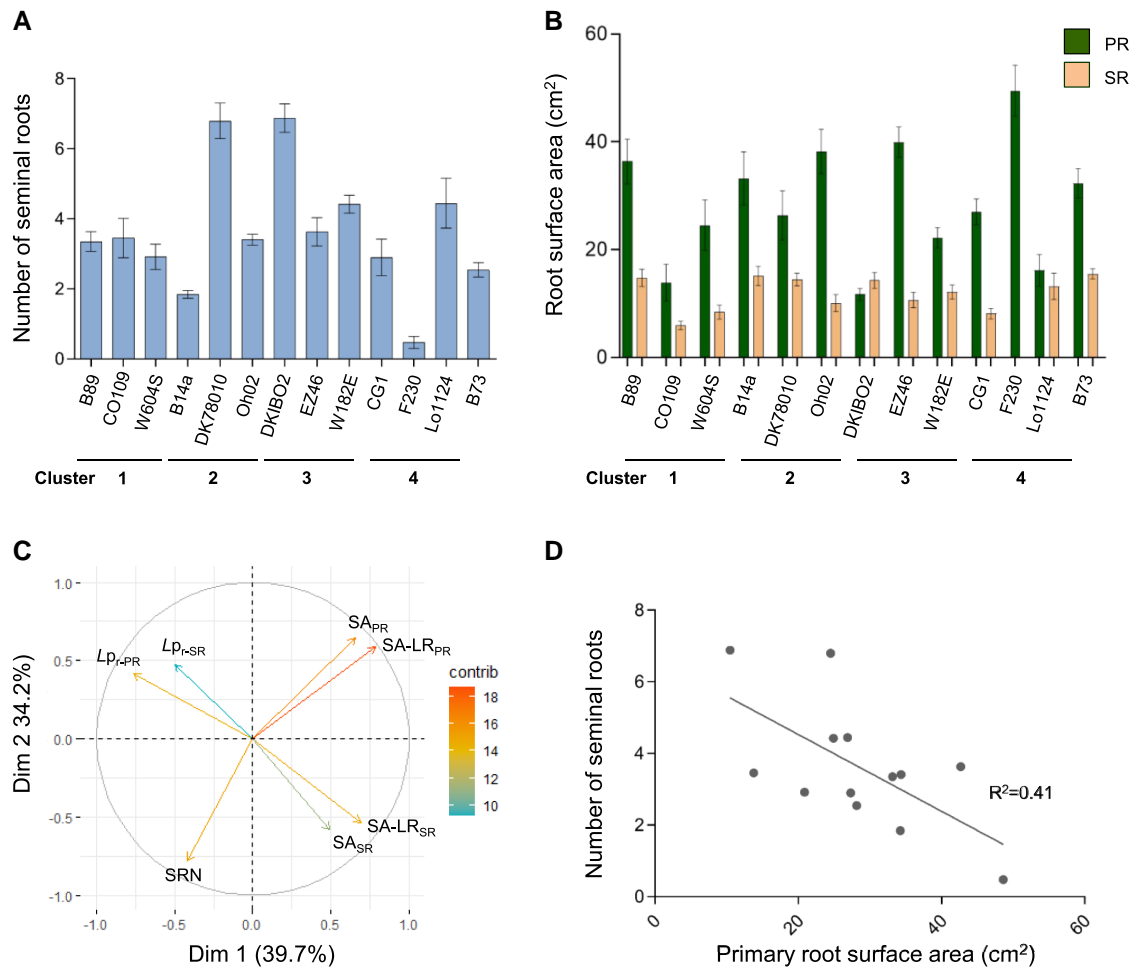 A
Number of seminal roots
8
6
4
2
0
B89
CO109
W604S
B14a
DK78010
Oh02
DKIBO2
EZ46
W182E
CG1
F230
Lo1124
B73
Cluster 1 2 3 4
B
Root surface area (cm²)
60
40
20
0
PR
SR
B89
CO109
W604S
B14a
DK78010
Oh02
DKIBO2
EZ46
W182E
CG1
F230
Lo1124
B73
Cluster 1 2 3 4
C
Dim 2 34.2%)
1.0
0.5
0.0
-0.5
-1.0
SA_PR
SA-LR_PR
Lp_r-SR
Lp_r-PR
SA-LR_SR
SA_SR
SRN
contrib
18
16
14
12
10
-1.0 -0.5 0.0 0.5 1.0
Dim 1 (39.7%)
D
Number of seminal roots
8
6
4
2
0
R²=0.41
0 20 40 60
Primary root surface area (cm²)